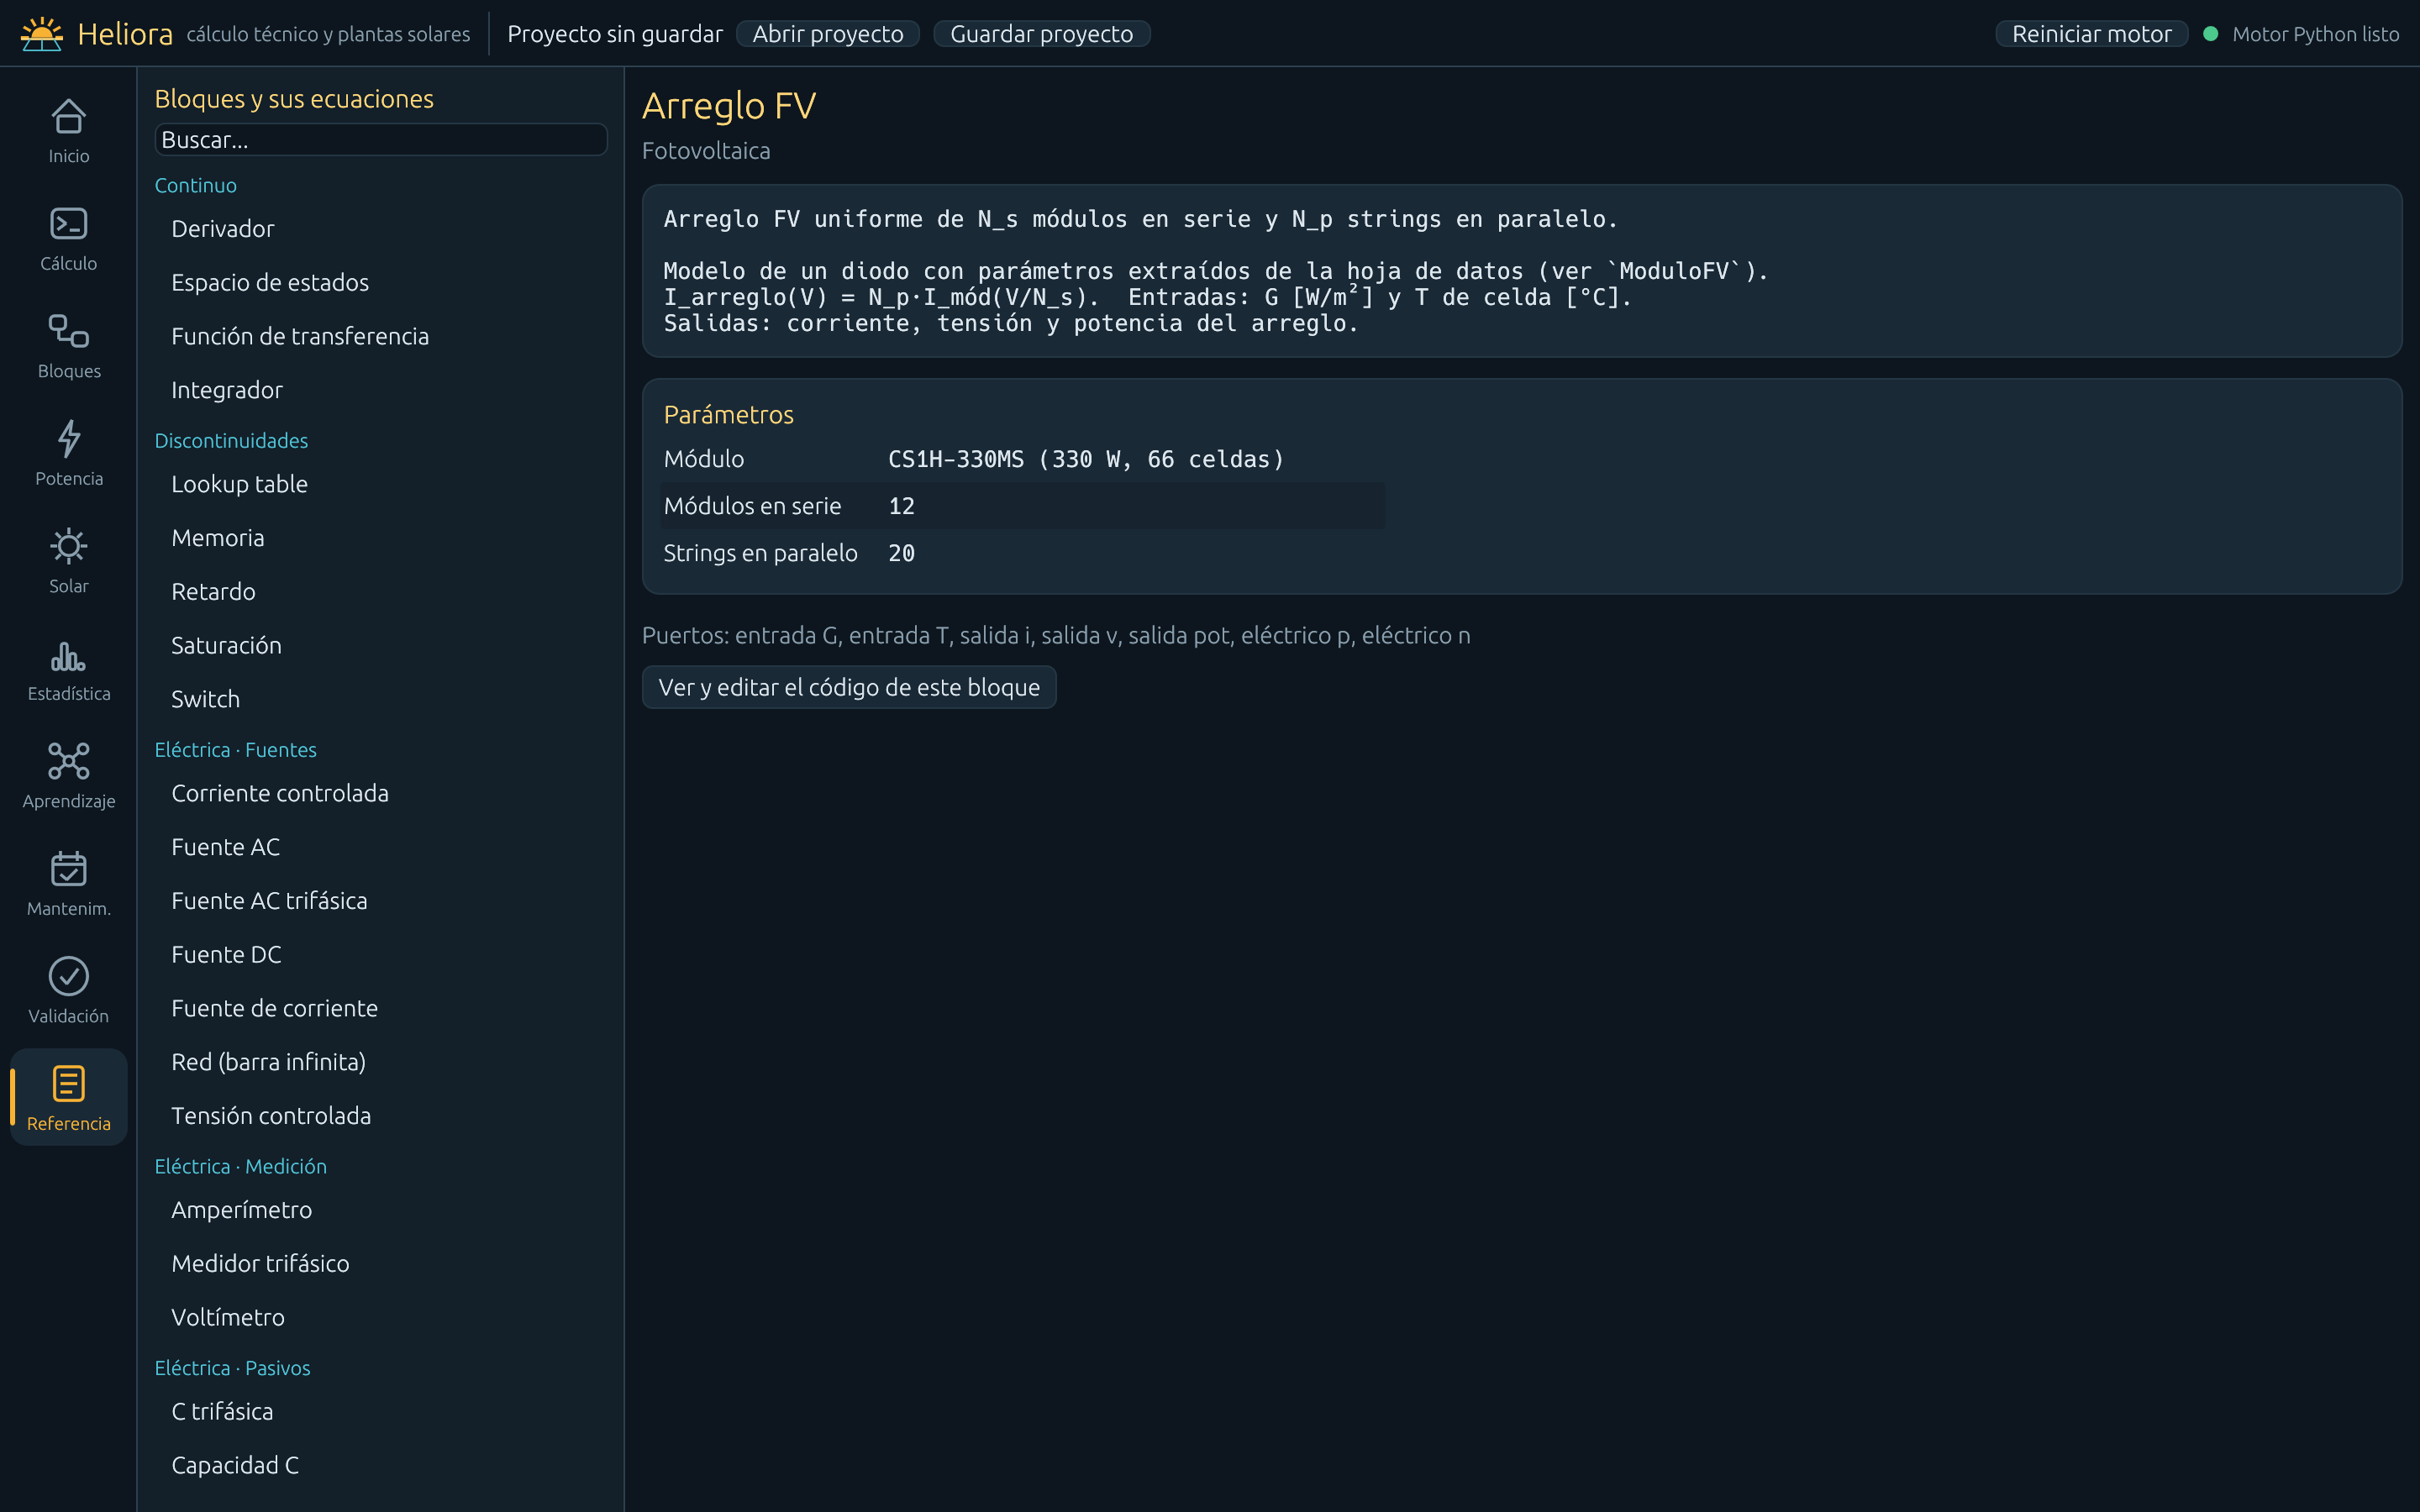 Heliora cálculo técnico y plantas solares Proyecto sin guardar Abrir proyecto Guardar proyecto Reiniciar motor Motor Python listo
Inicio
Cálculo
Bloques
Potencia
Solar
Estadística
Aprendizaje
Mantenim.
Validación
Referencia
Bloques y sus ecuaciones
Buscar...
Continuo
Derivador
Espacio de estados
Función de transferencia
Integrador
Discontinuidades
Lookup table
Memoria
Retardo
Saturación
Switch
Eléctrica · Fuentes
Corriente controlada
Fuente AC
Fuente AC trifásica
Fuente DC
Fuente de corriente
Red (barra infinita)
Tensión controlada
Eléctrica · Medición
Amperímetro
Medidor trifásico
Voltímetro
Eléctrica · Pasivos
C trifásica
Capacidad C
Arreglo FV
Fotovoltaica
Arreglo FV uniforme de N_s módulos en serie y N_p strings en paralelo.
Modelo de un diodo con parámetros extraídos de la hoja de datos (ver `ModuloFV`).
I_arreglo(V) = N_p·I_mód(V/N_s).  Entradas: G [W/m²] y T de celda [°C].
Salidas: corriente, tensión y potencia del arreglo.
Parámetros
Módulo CS1H-330MS (330 W, 66 celdas)
Módulos en serie 12
Strings en paralelo 20
Puertos: entrada G, entrada T, salida i, salida v, salida pot, eléctrico p, eléctrico n
Ver y editar el código de este bloque